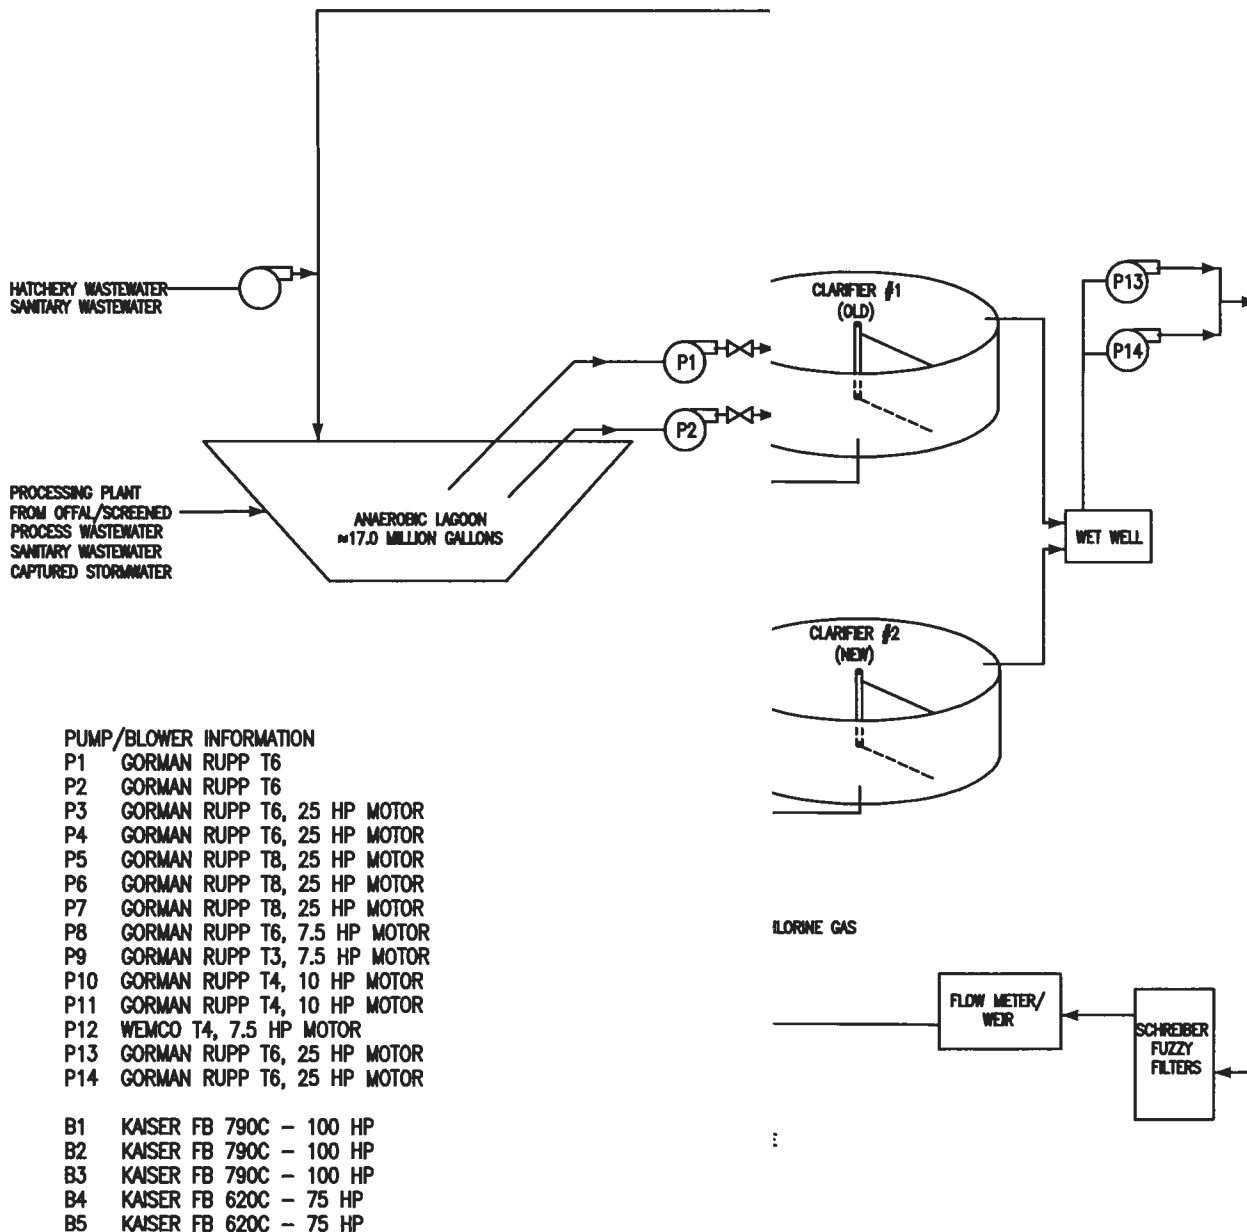 HATCHERY WASTEWATER
SANITARY WASTEWATER
PROCESSING PLANT
FROM OFFAL/SCREENED
PROCESS WASTEWATER
SANITARY WASTEWATER
CAPTURED STORMWATER
ANAEROBIC LAGOON
≈17.0 MILLION GALLONS
P1
P2
CLARIFIER #1
(OLD)
P13
P14
WET WELL
CLARIFIER #2
(NEW)
PUMP/BLOWER INFORMATION
P1 GORMAN RUPP T6
P2 GORMAN RUPP T6
P3 GORMAN RUPP T6, 25 HP MOTOR
P4 GORMAN RUPP T6, 25 HP MOTOR
P5 GORMAN RUPP T8, 25 HP MOTOR
P6 GORMAN RUPP T8, 25 HP MOTOR
P7 GORMAN RUPP T8, 25 HP MOTOR
P8 GORMAN RUPP T6, 7.5 HP MOTOR
P9 GORMAN RUPP T3, 7.5 HP MOTOR
P10 GORMAN RUPP T4, 10 HP MOTOR
P11 GORMAN RUPP T4, 10 HP MOTOR
P12 WEMCO T4, 7.5 HP MOTOR
P13 GORMAN RUPP T6, 25 HP MOTOR
P14 GORMAN RUPP T6, 25 HP MOTOR
B1 KAISER FB 790C – 100 HP
B2 KAISER FB 790C – 100 HP
B3 KAISER FB 790C – 100 HP
B4 KAISER FB 620C – 75 HP
B5 KAISER FB 620C – 75 HP
HLORINE GAS
FLOW METER/
WEIR
SCHREIBER
FUZZY
FILTERS